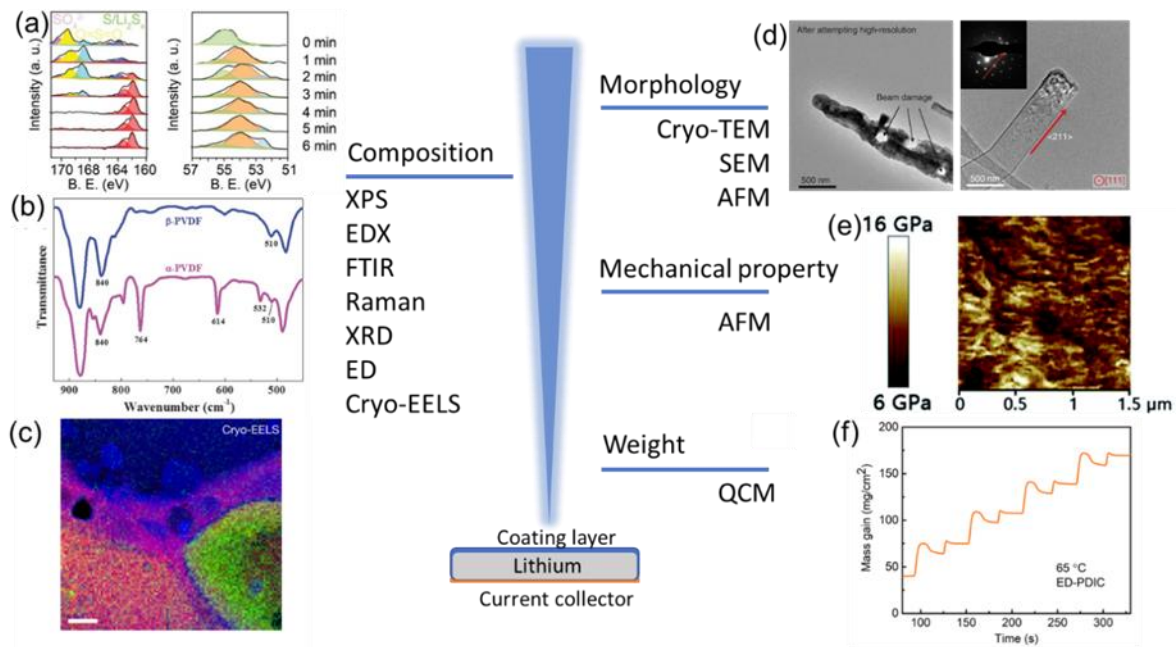 (a)
SO₄
S/Li₂S
O=S=O
Intensity (a. u.)
170 168 164 162 160
B. E. (eV)
Intensity (a. u.)
0 min
1 min
2 min
3 min
4 min
5 min
6 min
57 55 53 51
B. E. (eV)
(b)
β-PVDF
510
840
α-PVDF
532
510
614
764
840
Transmittance
900 800 700 600 500
Wavenumber (cm⁻¹)
(c)
Cryo-EELS
Composition
XPS
EDX
FTIR
Raman
XRD
ED
Cryo-EELS
Coating layer
Lithium
Current collector
Morphology
Cryo-TEM
SEM
AFM
Mechanical property
AFM
Weight
QCM
(d)
After attempting high-resolution
Beam damage
500 nm
<211>
500 nm
[111]
(e)
16 GPa
6 GPa
0 0.5 1 1.5 µm
(f)
Mass gain (mg/cm²)
200
150
100
50
0
65 °C
ED-PDIC
100 150 200 250 300
Time (s)